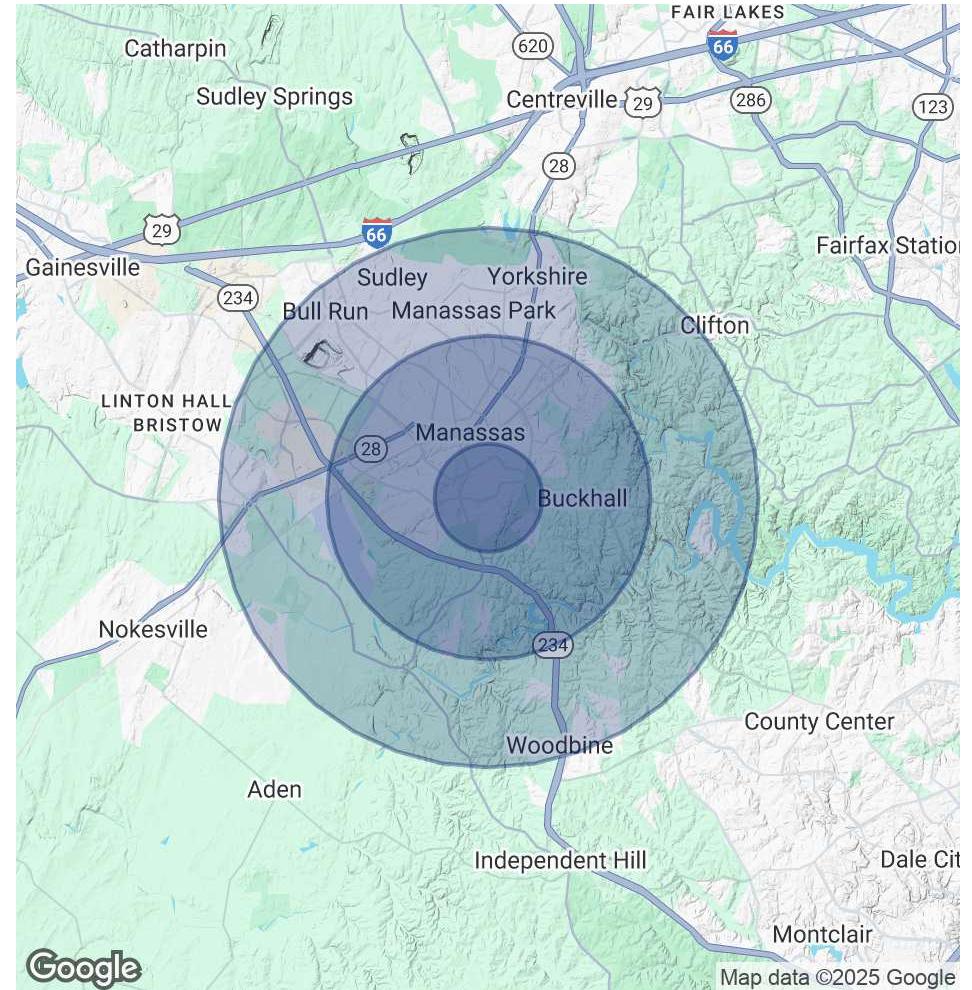 FAIR LAKES
Catharpin
620
66
Sudley Springs
Centreville
29
286
123
28
29
66
Fairfax Statio
Gainesville
Sudley
Yorkshire
234
Bull Run
Manassas Park
Clifton
LINTON HALL
BRISTOW
28
Manassas
Buckhall
Nokesville
234
County Center
Woodbine
Aden
Independent Hill
Dale Cit
Montclair
Google
Map data ©2025 Google